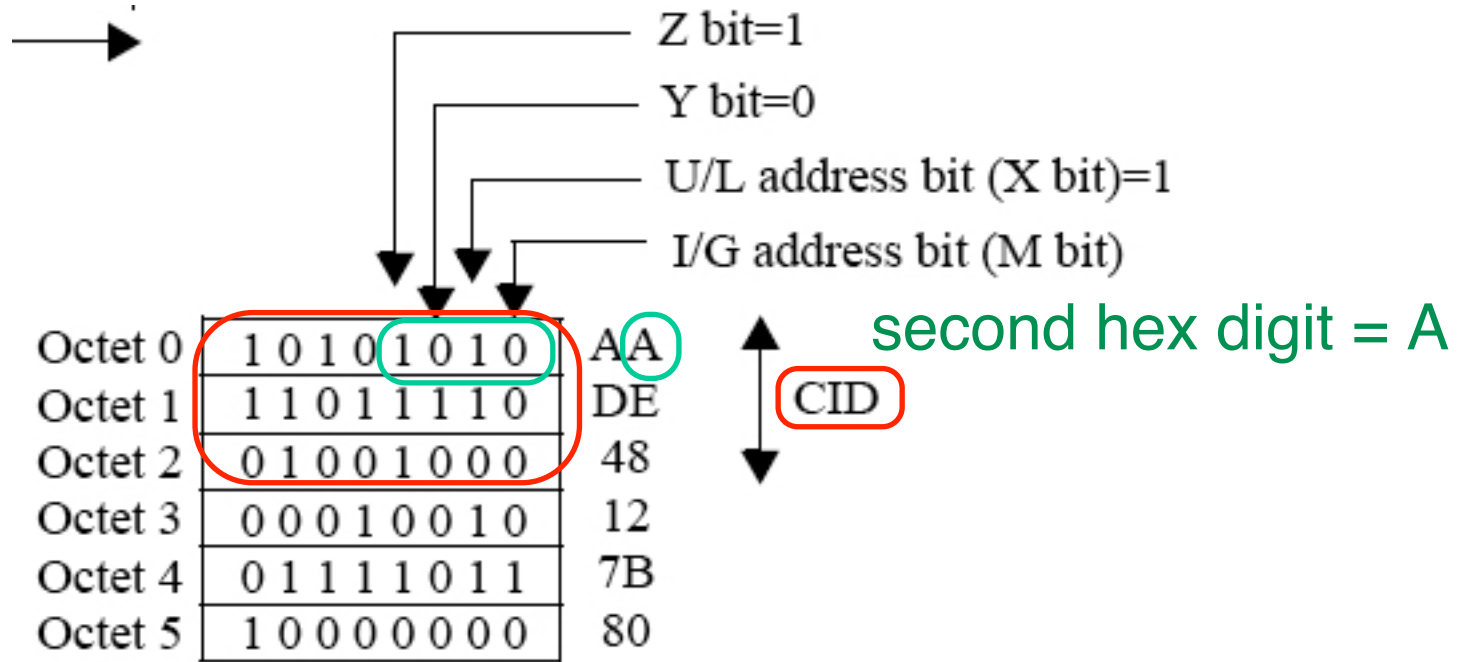 Z bit=1
Y bit=0
U/L address bit (X bit)=1
I/G address bit (M bit)
second hex digit = A
Octet 0 1 0 1 0 1 0 1 0 AA
Octet 1 1 1 0 1 1 1 1 0 DE
CID
Octet 2 0 1 0 0 1 0 0 0 48
Octet 3 0 0 0 1 0 0 1 0 12
Octet 4 0 1 1 1 1 0 1 1 7B
Octet 5 1 0 0 0 0 0 0 0 80